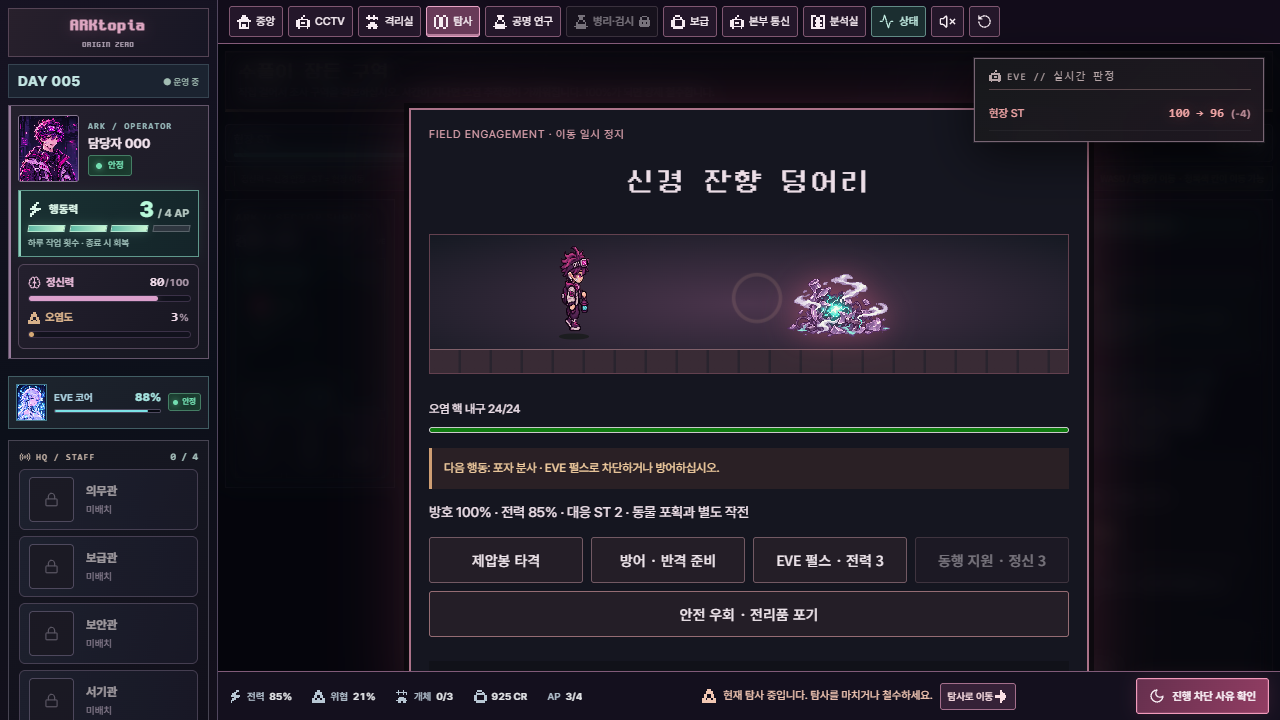 ARKtopia
ORIGIN ZERO
DAY 005
운영 중
ARK / OPERATOR
담당자 000
안정
행동력
3 / 4 AP
하루 작업 횟수 · 종료 시 회복
정신력
80/100
오염도
3%
EVE 코어
88%
안정
HQ / STAFF
0 / 4
의무관
미배치
보급관
미배치
보안관
미배치
서기관
미배치
중앙
CCTV
격리실
탐사
공명 연구
병리·검시
보급
본부 통신
분석실
상태
EVE // 실시간 판정
현장 ST
100 → 96 (-4)
FIELD ENGAGEMENT · 이동 일시 정지
신경 잔향 덩어리
오염 핵 내구 24/24
다음 행동: 포자 분사 · EVE 펄스로 차단하거나 방어하십시오.
방호 100% · 전력 85% · 대응 ST 2 · 동물 포획과 별도 작전
제압봉 타격
방어 · 반격 준비
EVE 펄스 · 전력 3
동행 지원 · 정신 3
안전 우회 · 전리품 포기
전력 85%
위협 21%
개체 0/3
925 CR
AP 3/4
현재 탐사 중입니다. 탐사를 마치거나 철수하세요.
탐사로 이동
진행 차단 사유 확인